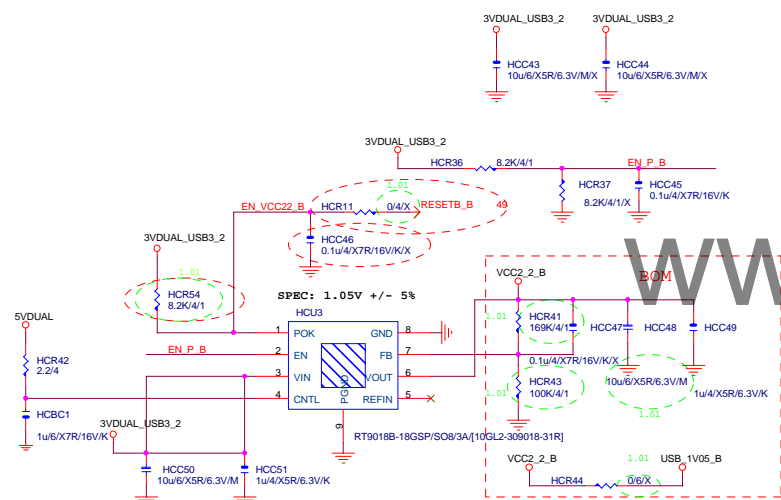 3VDUAL_USB3_2 3VDUAL_USB3_2
HCC43 HCC44
10u/6/X5R/6.3V/M/X 10u/6/X5R/6.3V/M/X
3VDUAL_USB3_2
HCR36 8.2K/4/1 EN_P_B
1.01
EN_VCC22_B HCR11 0/4/X RESETB_B 49
HCR37 HCC45
8.2K/4/1/X 0.1u/4/X7R/16V/K
HCC46
0.1u/4/X7R/16V/K/X
3VDUAL_USB3_2
WW
1.01
VCC2_2_B BOM
HCR54
8.2K/4/1
SPEC: 1.05V +/- 5%
5VDUAL
HCU3
1.01 HCR41
169K/4/1
HCC47 HCC48 HCC49
1 POK GND 8
EN_P_B 2 EN FB 7
3 VIN VOUT 6
4 CNTL REFIN 5
PGND
9
HCR42
2.2/4
0.1u/4/X7R/16V/K/X
HCR43
1.01 100K/4/1
10u/6/X5R/6.3V/M
1u/4/X5R/6.3V/K
1.01
HCBC1
1u/6/X7R/16V/K
3VDUAL_USB3_2
RT9018B-18GSP/SO8/3A/[10GL2-309018-31R]
HCC50 HCC51
10u/6/X5R/6.3V/M 1u/4/X5R/6.3V/K
1.01
VCC2_2_B USB_1V05_B
HCR44 0/6/X